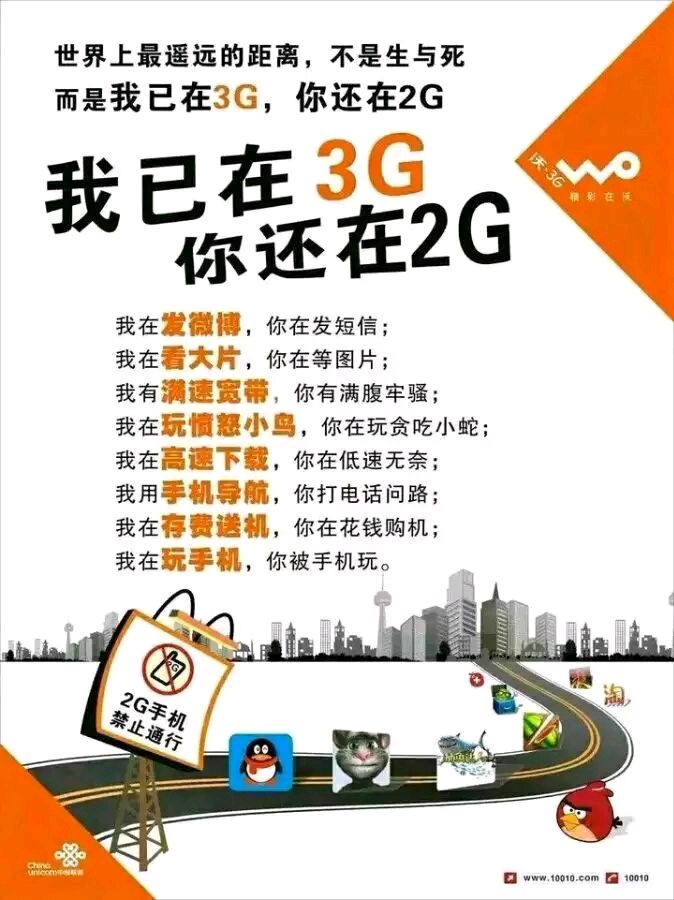 世界上最遥远的距离，不是生与死
而是我已在3G，你还在2G
沃·3G
精彩在沃
我已在3G
你还在2G
我在发微博，你在发短信；
我在看大片，你在等图片；
我有满速宽带，你有满腹牢骚；
我在玩愤怒小鸟，你在玩贪吃小蛇；
我在高速下载，你在低速无奈；
我用手机导航，你打电话问路；
我在存费送机，你在花钱购机；
我在玩手机，你被手机玩。
2G
2G手机
禁止通行
淘
China
unicom中国联通
www.10010.com
10010